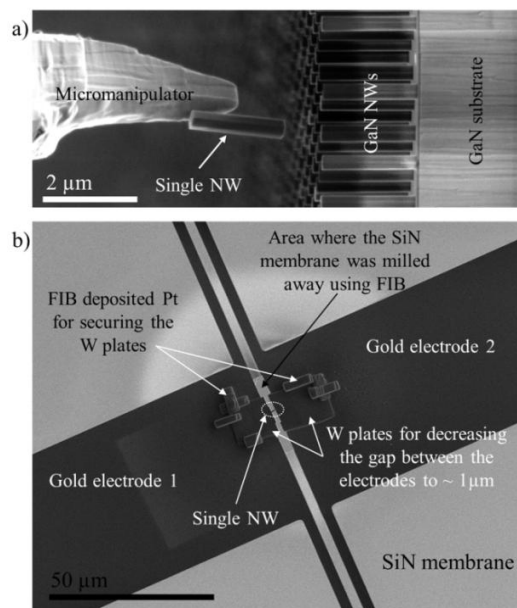 a)
Micromanipulator
Single NW
2 µm
GaN NWs
GaN substrate
b)
Area where the SiN
membrane was milled
away using FIB
FIB deposited Pt
for securing the
W plates
Gold electrode 2
W plates for decreasing
the gap between the
electrodes to ~ 1µm
Gold electrode 1
Single NW
SiN membrane
50 µm